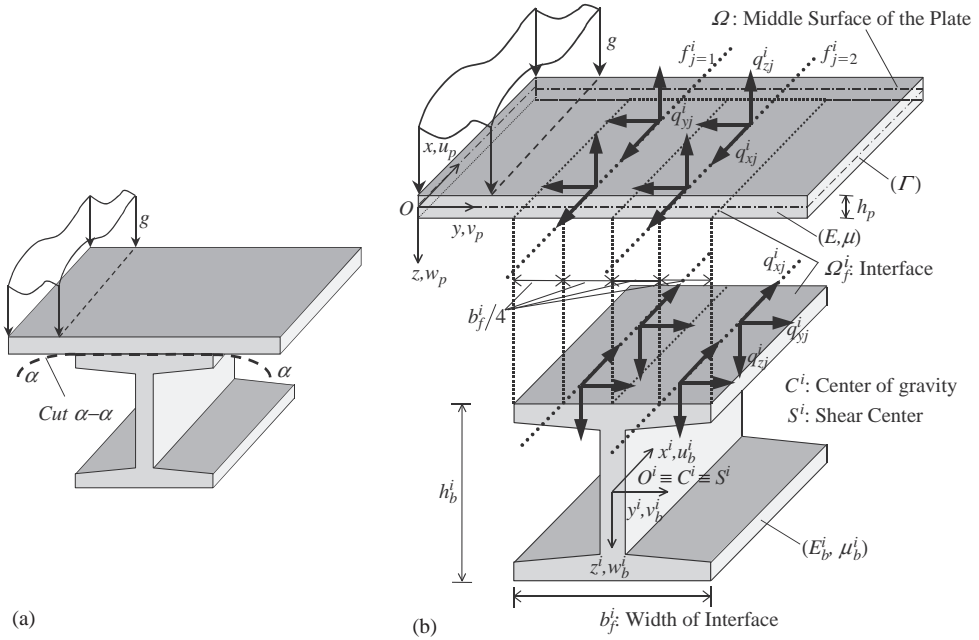 g
α
α
Cut α–α
(a)
Ω: Middle Surface of the Plate
g
f^i_{j=1}
q^i_{zj}
f^i_{j=2}
q^i_{yj}
q^i_{xj}
x,u_p
(Γ)
O
h_p
y,v_p
(E,μ)
z,w_p
q^i_{xj}
Ω^i_f: Interface
b^i_f/4
q^i_{yj}
q^i_{zj}
C^i: Center of gravity
S^i: Shear Center
x^i,u^i_b
O^i ≡ C^i ≡ S^i
h^i_b
y^i,v^i_b
(E^i_b, μ^i_b)
z^i,w^i_b
b^i_f: Width of Interface
(b)